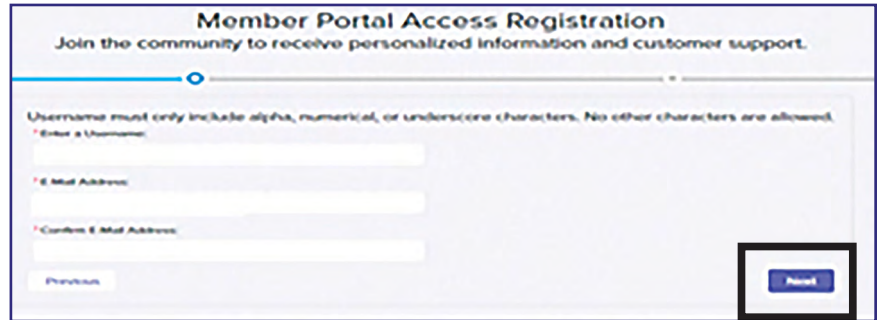 Member Portal Access Registration
Join the community to receive personalized information and customer support.
Username must only include alpha, numerical, or underscore characters. No other characters are allowed.
*Enter a Username:
*E-Mail Address:
*Confirm E-Mail Address:
Previous
Next